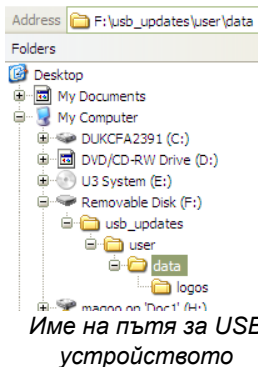 Address F:\usb_updates\user\data
Folders
Desktop
My Documents
My Computer
DUKCFA2391 (C:)
DVD/CD-RW Drive (D:)
U3 System (E:)
Removable Disk (F:)
usb_updates
user
data
logos
magoo on 'Doc1' (H:)
Име на пътя за USB
устройството